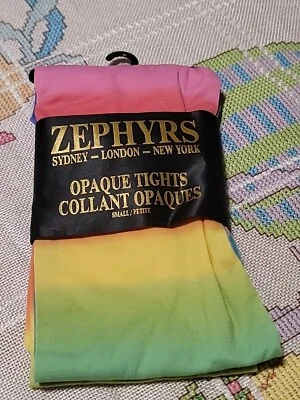 ZEPHYRS
SYDNEY – LONDON – NEW YORK
OPAQUE TIGHTS
COLLANT OPAQUES
SMALL / PETITE